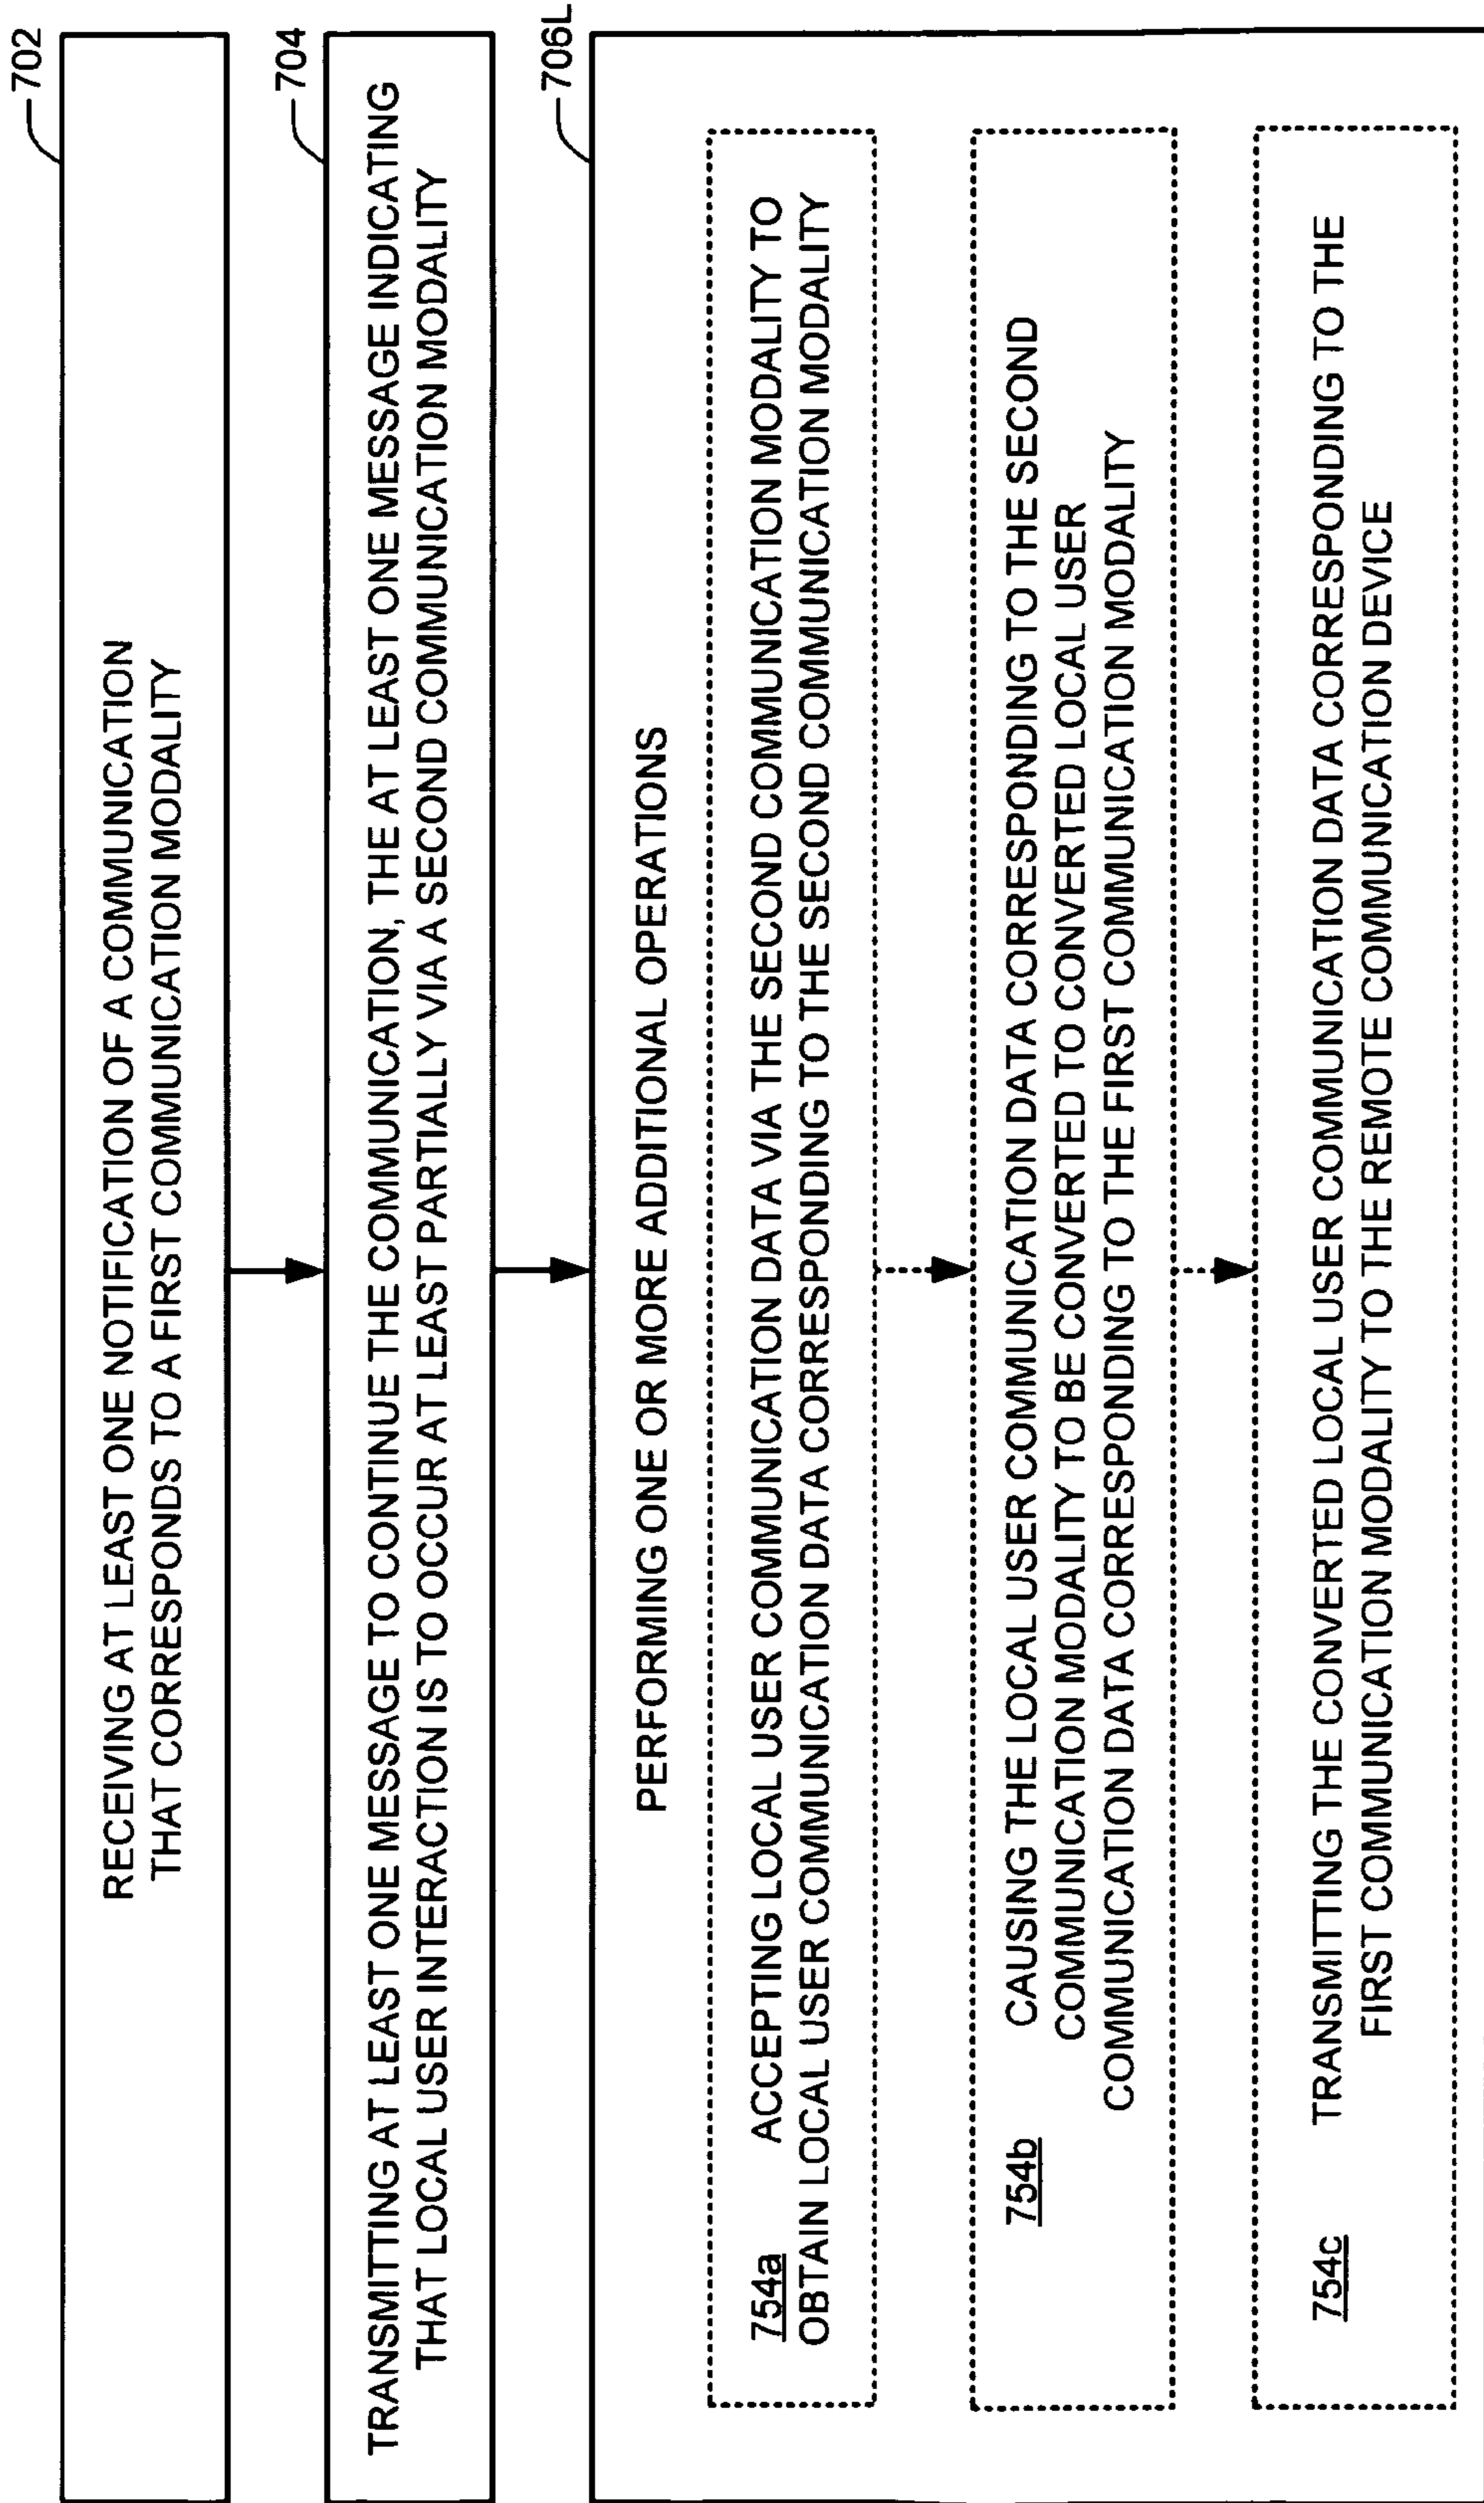 702
RECEIVING AT LEAST ONE NOTIFICATION OF A COMMUNICATION
THAT CORRESPONDS TO A FIRST COMMUNICATION MODALITY
704
TRANSMITTING AT LEAST ONE MESSAGE TO CONTINUE THE COMMUNICATION, THE AT LEAST ONE MESSAGE INDICATING
THAT LOCAL USER INTERACTION IS TO OCCUR AT LEAST PARTIALLY VIA A SECOND COMMUNICATION MODALITY
706L
PERFORMING ONE OR MORE ADDITIONAL OPERATIONS
754a ACCEPTING LOCAL USER COMMUNICATION DATA VIA THE SECOND COMMUNICATION MODALITY TO
OBTAIN LOCAL USER COMMUNICATION DATA CORRESPONDING TO THE SECOND COMMUNICATION MODALITY
754b CAUSING THE LOCAL USER COMMUNICATION DATA CORRESPONDING TO THE SECOND
COMMUNICATION MODALITY TO BE CONVERTED TO CONVERTED LOCAL USER
COMMUNICATION DATA CORRESPONDING TO THE FIRST COMMUNICATION MODALITY
754c TRANSMITTING THE CONVERTED LOCAL USER COMMUNICATION DATA CORRESPONDING TO THE
FIRST COMMUNICATION MODALITY TO THE REMOTE COMMUNICATION DEVICE